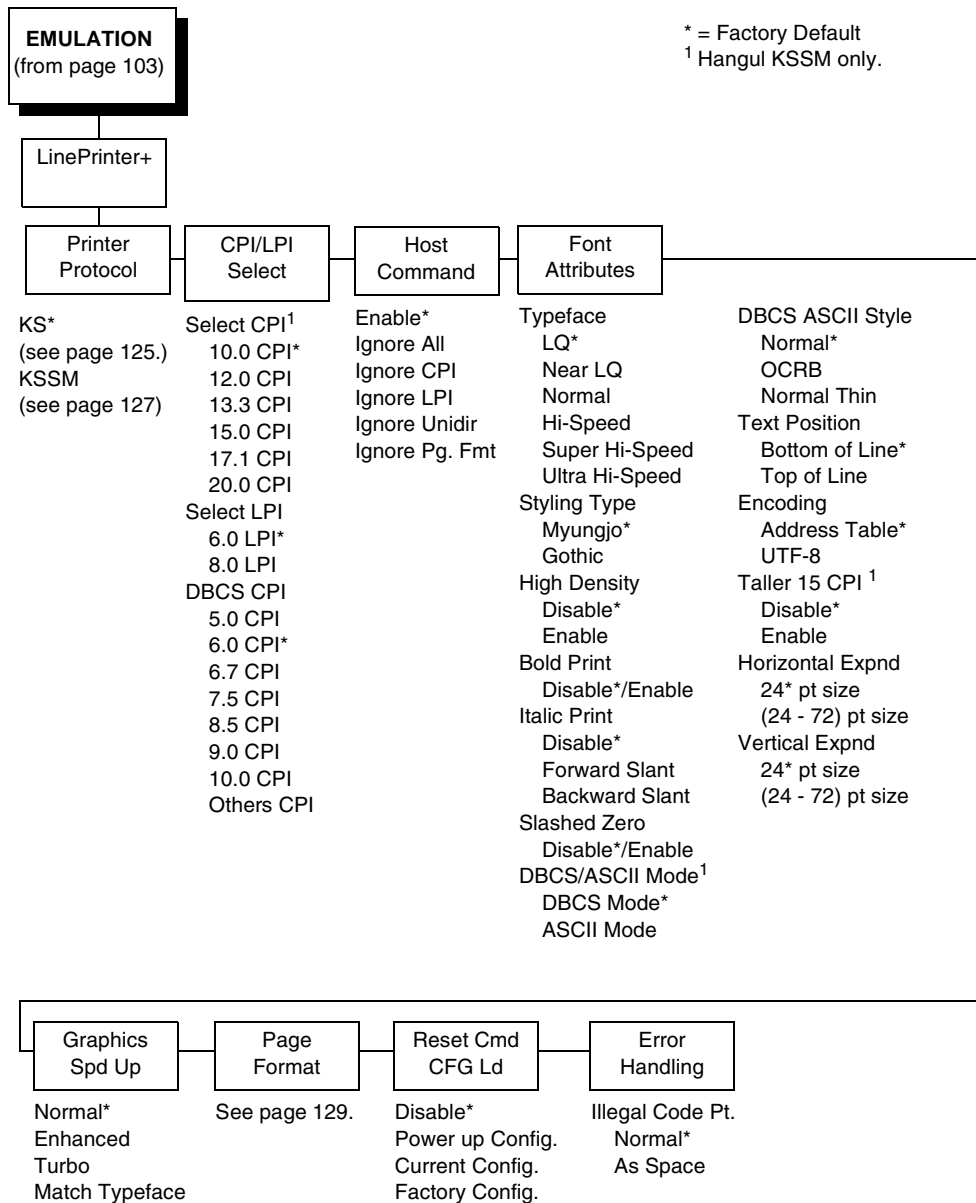 EMULATION
(from page 103)
* = Factory Default
1 Hangul KSSM only.
LinePrinter+
Printer
Protocol
CPI/LPI
Select
Host
Command
Font
Attributes
KS*
(see page 125.)
KSSM
(see page 127)
Select CPI1
10.0 CPI*
12.0 CPI
13.3 CPI
15.0 CPI
17.1 CPI
20.0 CPI
Select LPI
6.0 LPI*
8.0 LPI
DBCS CPI
5.0 CPI
6.0 CPI*
6.7 CPI
7.5 CPI
8.5 CPI
9.0 CPI
10.0 CPI
Others CPI
Enable*
Ignore All
Ignore CPI
Ignore LPI
Ignore Unidir
Ignore Pg. Fmt
Typeface
LQ*
Near LQ
Normal
Hi-Speed
Super Hi-Speed
Ultra Hi-Speed
Styling Type
Myungjo*
Gothic
High Density
Disable*
Enable
Bold Print
Disable*/Enable
Italic Print
Disable*
Forward Slant
Backward Slant
Slashed Zero
Disable*/Enable
DBCS/ASCII Mode1
DBCS Mode*
ASCII Mode
DBCS ASCII Style
Normal*
OCRB
Normal Thin
Text Position
Bottom of Line*
Top of Line
Encoding
Address Table*
UTF-8
Taller 15 CPI 1
Disable*
Enable
Horizontal Expnd
24* pt size
(24 - 72) pt size
Vertical Expnd
24* pt size
(24 - 72) pt size
Graphics
Spd Up
Page
Format
Reset Cmd
CFG Ld
Error
Handling
Normal*
Enhanced
Turbo
Match Typeface
See page 129.
Disable*
Power up Config.
Current Config.
Factory Config.
Illegal Code Pt.
Normal*
As Space